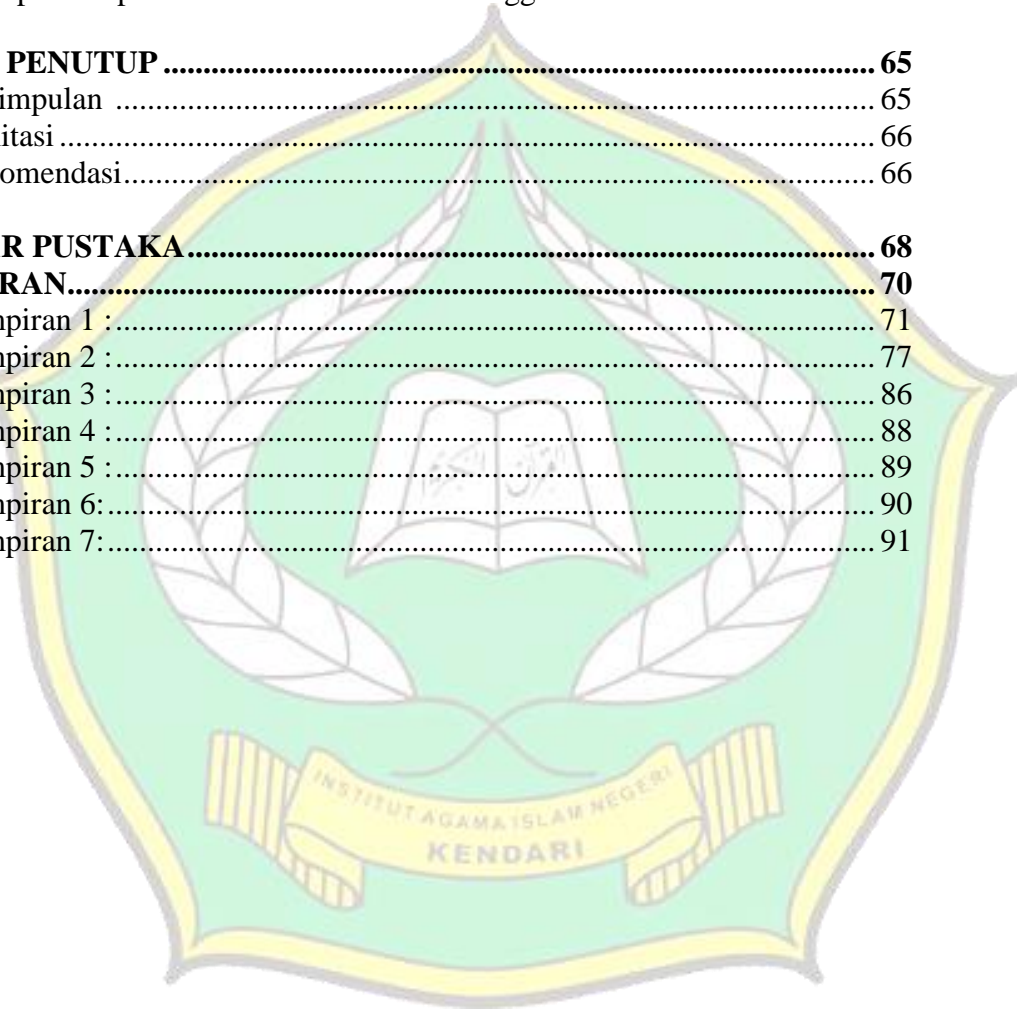 PENUTUP ........................................................................................ 65
impulan ............................................................................................... 65
itasi ...................................................................................................... 66
omendasi.............................................................................................. 66
R PUSTAKA..................................................................................... 68
RAN.................................................................................................... 70
npiran 1 :.............................................................................................. 71
npiran 2 :.............................................................................................. 77
npiran 3 :.............................................................................................. 86
npiran 4 :.............................................................................................. 88
npiran 5 :.............................................................................................. 89
npiran 6:............................................................................................... 90
npiran 7:............................................................................................... 91
INSTITUT AGAMA ISLAM NEGERI
KENDARI